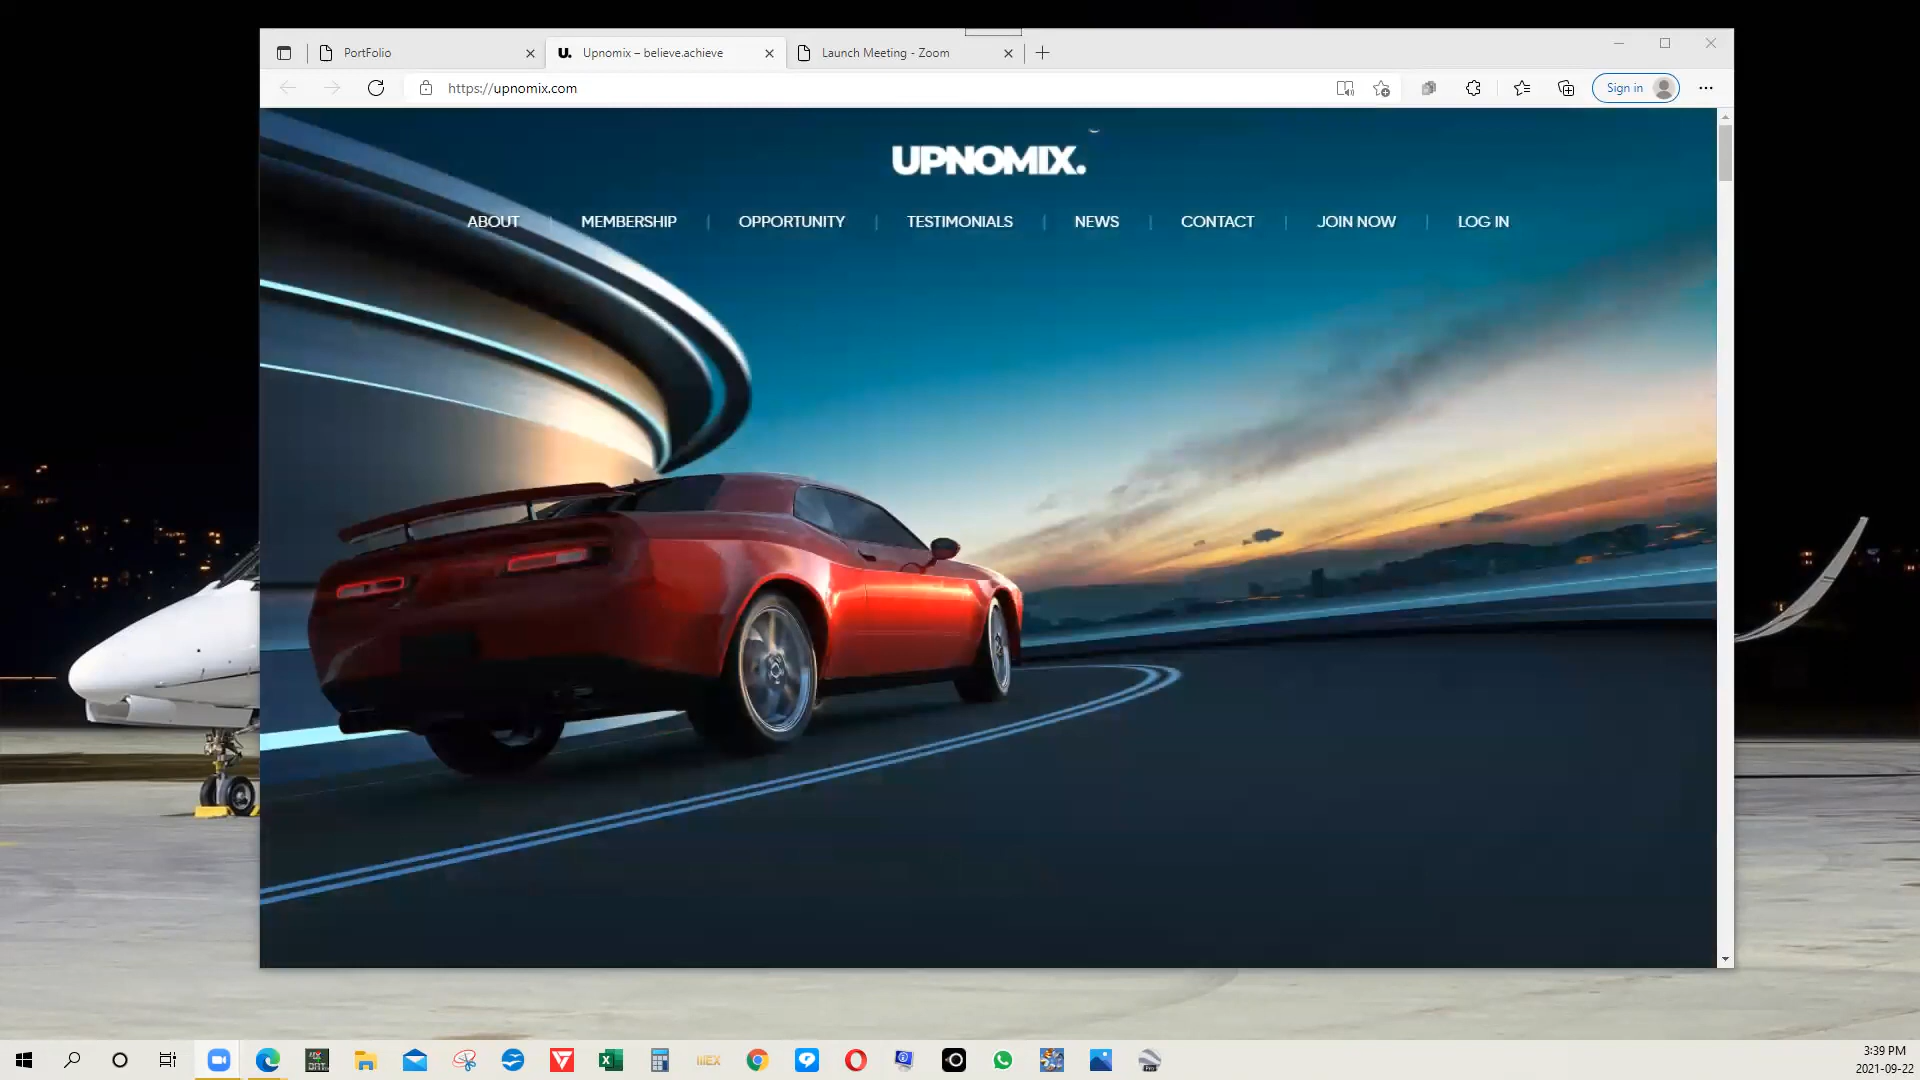 PortFolio
Upnomix – believe.achieve
Launch Meeting - Zoom
https://upnomix.com
Sign in
UPNOMIX.
ABOUT | MEMBERSHIP | OPPORTUNITY | TESTIMONIALS | NEWS | CONTACT | JOIN NOW | LOG IN
3:39 PM
2021-09-22